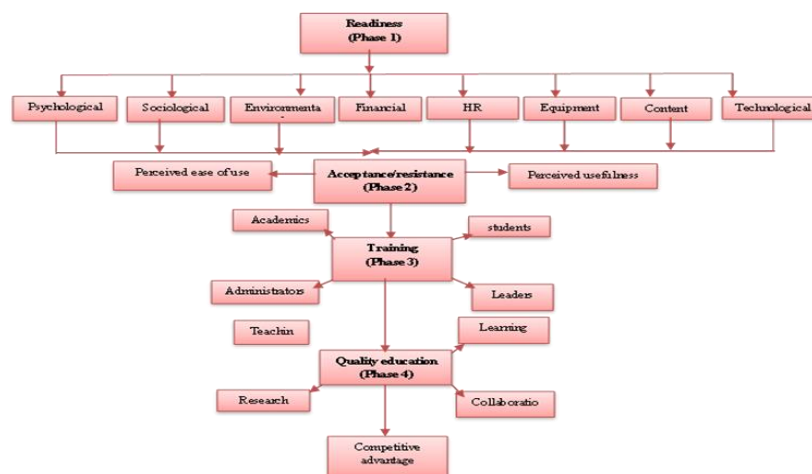 Readiness
(Phase 1)
Psychological
Sociological
Environmenta
Financial
HR
Equipment
Content
Technological
Perceived ease of use
Acceptance/resistance
(Phase 2)
Perceived usefulness
Academics
students
Training
(Phase 3)
Administrators
Leaders
Teachin
Learning
Quality education
(Phase 4)
Research
Collaboratio
Competitive
advantage